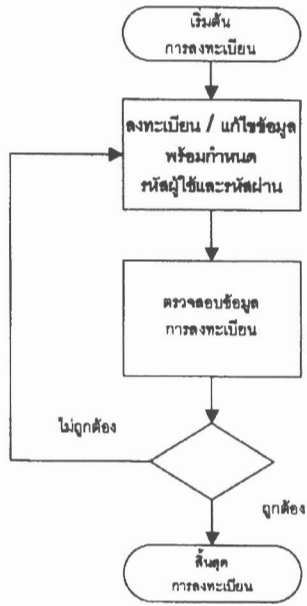 เริ่มต้น
การลงทะเบียน
ลงทะเบียน / แก้ไขข้อมูล
พร้อมกำหนด
รหัสผู้ใช้และรหัสผ่าน
ตรวจสอบข้อมูล
การลงทะเบียน
ไม่ถูกต้อง
ถูกต้อง
สิ้นสุด
การลงทะเบียน